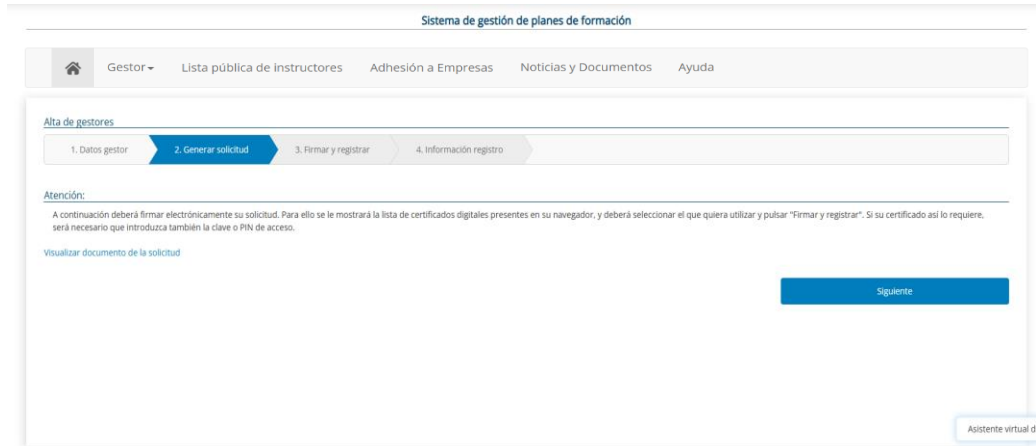 Sistema de gestión de planes de formación
Gestor Lista pública de instructores Adhesión a Empresas Noticias y Documentos Ayuda
Alta de gestores
1. Datos gestor 2. Generar solicitud 3. Firmar y registrar 4. Información registro
Atención:
A continuación deberá firmar electrónicamente su solicitud. Para ello se le mostrará la lista de certificados digitales presentes en su navegador, y deberá seleccionar el que quiera utilizar y pulsar "Firmar y registrar". Si su certificado así lo requiere,
será necesario que introduzca también la clave o PIN de acceso.
Visualizar documento de la solicitud
Siguiente
Asistente virtual d